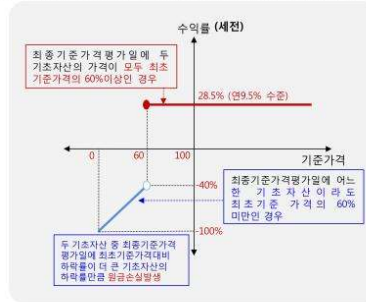 수익률 (세전)
최종기준가격평가일에 두
기초자산의 가격이 모두 최초
기준가격의 60%이상인 경우
28.5% (연9.5% 수준)
0 60 100
기준가격
-40%
최종기준가격평가일에 어느
한 기초자산이라도
최초기준 가격의 60%
미만인 경우
-100%
두 기초자산 중 최종기준가격
평가일에 최초기준가격대비
하락률이 더 큰 기초자산의
하락률만큼 원금손실발생